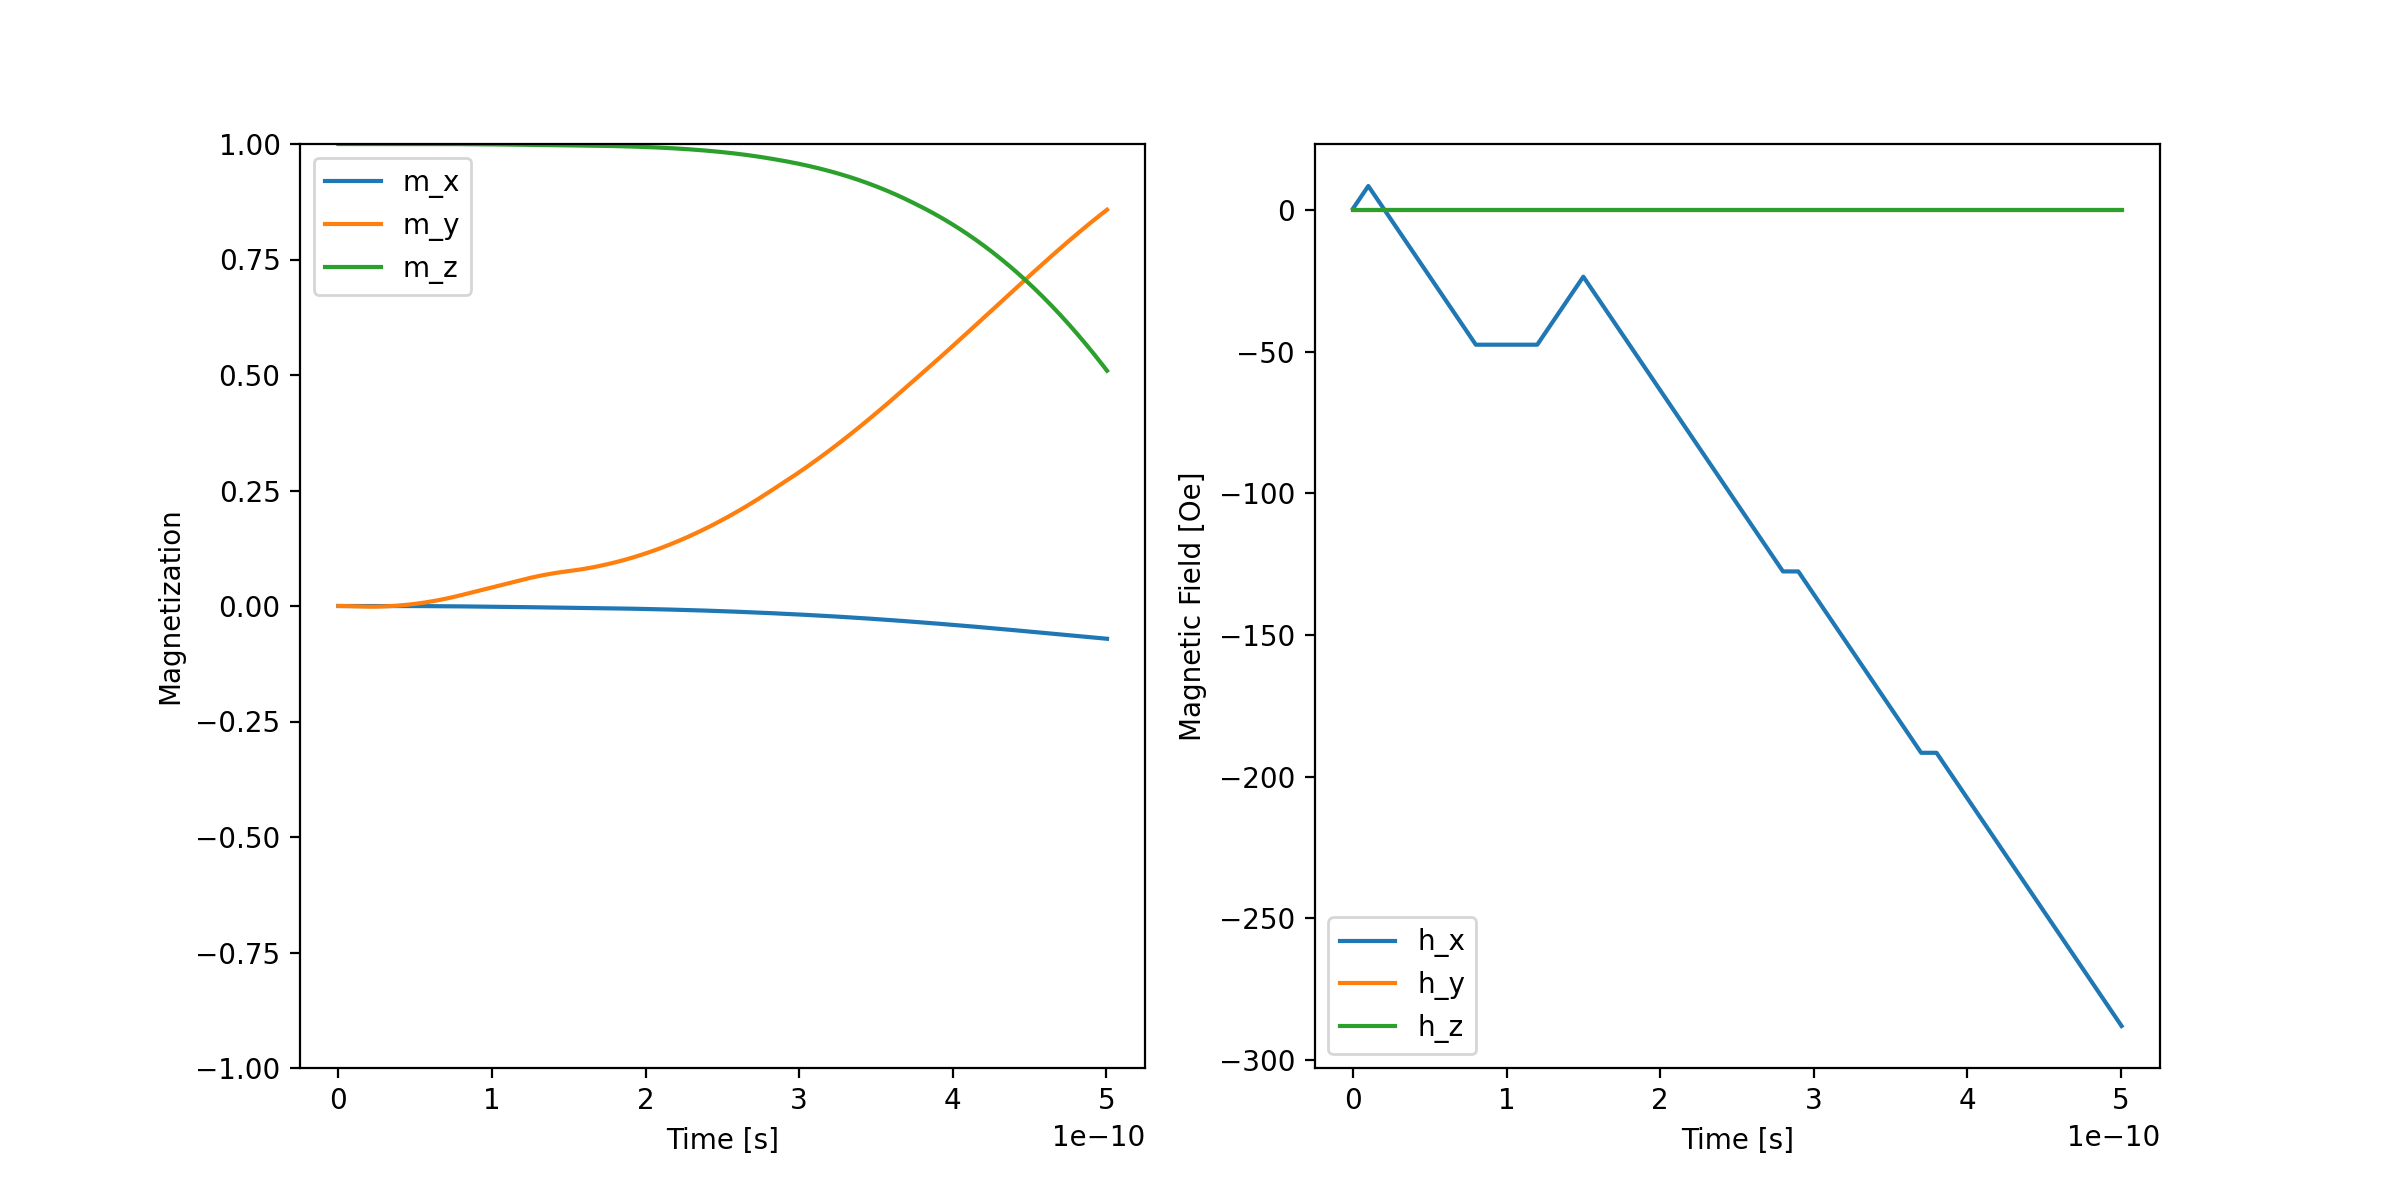 1.00
0.75
0.50
0.25
0.00
−0.25
−0.50
−0.75
−1.00
Magnetization
m_x
m_y
m_z
0 1 2 3 4 5
1e−10
Time [s]
0
−50
−100
−150
−200
−250
−300
Magnetic Field [Oe]
h_x
h_y
h_z
0 1 2 3 4 5
1e−10
Time [s]